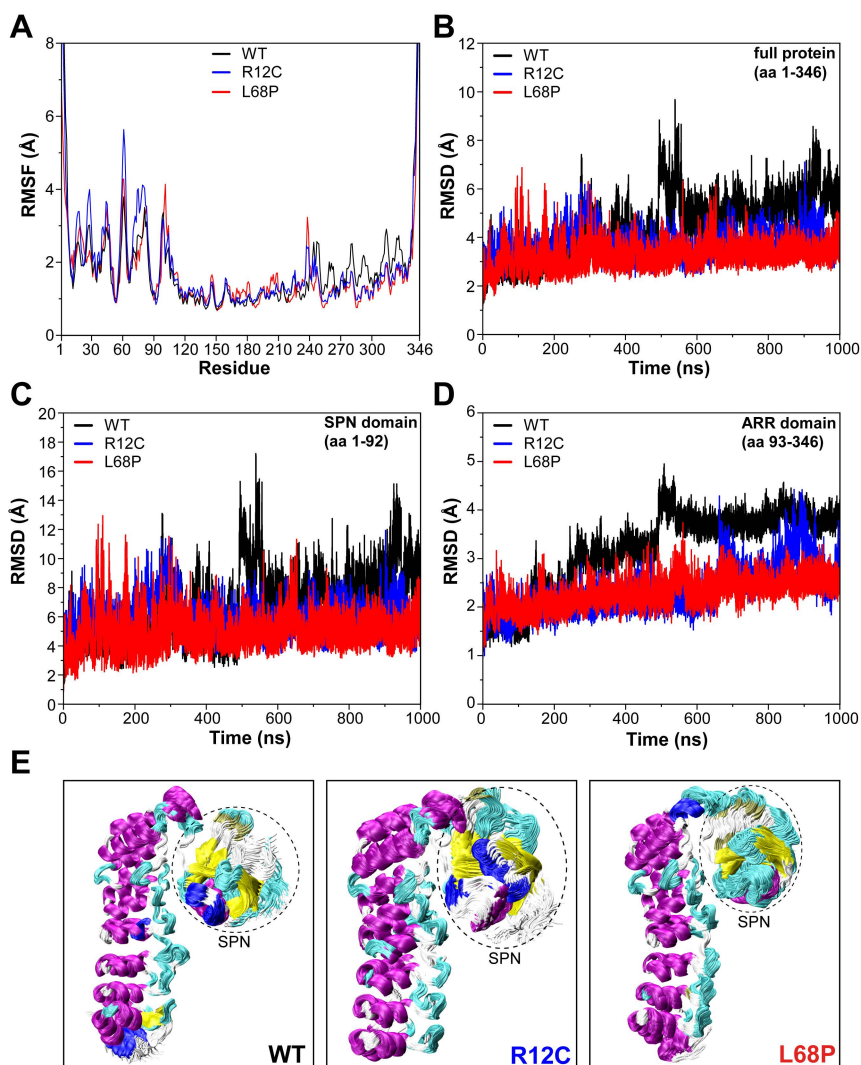 A
8
6
4
2
0
RMSF (Å)
WT
R12C
L68P
1 30 60 90 120 150 180 210 240 270 300 346
Residue
B
12
10
8
6
4
2
0
RMSD (Å)
WT
R12C
L68P
full protein
(aa 1-346)
0 200 400 600 800 1000
Time (ns)
C
20
18
16
14
12
10
8
6
4
2
0
RMSD (Å)
WT
R12C
L68P
SPN domain
(aa 1-92)
0 200 400 600 800 1000
Time (ns)
D
6
5
4
3
2
1
0
RMSD (Å)
WT
R12C
L68P
ARR domain
(aa 93-346)
0 200 400 600 800 1000
Time (ns)
E
SPN
WT
SPN
R12C
SPN
L68P